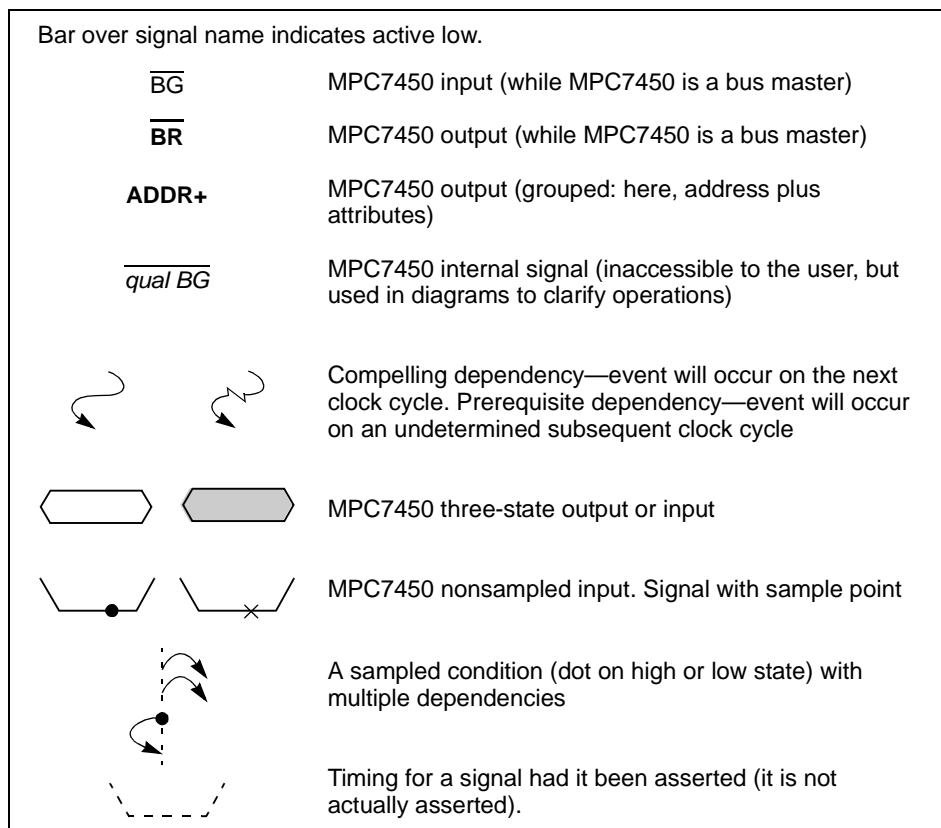 Bar over signal name indicates active low.
B̅G̅ MPC7450 input (while MPC7450 is a bus master)
B̅R̅ MPC7450 output (while MPC7450 is a bus master)
ADDR+ MPC7450 output (grouped: here, address plus
attributes)
q̅u̅a̅l̅ ̅B̅G̅ MPC7450 internal signal (inaccessible to the user, but
used in diagrams to clarify operations)
Compelling dependency—event will occur on the next
clock cycle. Prerequisite dependency—event will occur
on an undetermined subsequent clock cycle
MPC7450 three-state output or input
MPC7450 nonsampled input. Signal with sample point
A sampled condition (dot on high or low state) with
multiple dependencies
Timing for a signal had it been asserted (it is not
actually asserted).